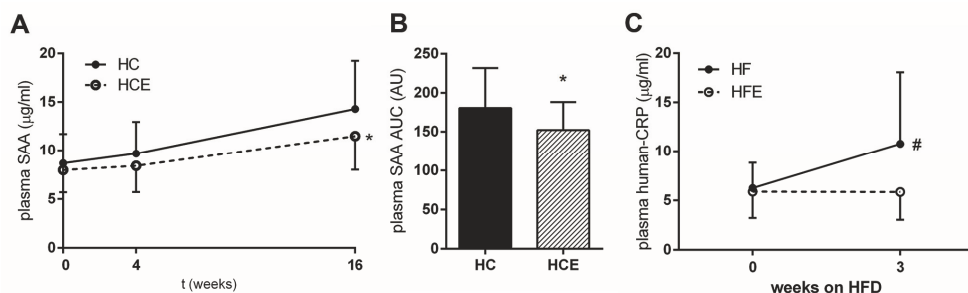 A
plasma SAA (µg/ml)
20
15
10
5
0
HC
HCE
*
0
4
16
t (weeks)
B
plasma SAA AUC (AU)
250
200
150
100
50
0
*
HC
HCE
C
plasma human-CRP (µg/ml)
20
15
10
5
0
HF
HFE
#
0
3
weeks on HFD